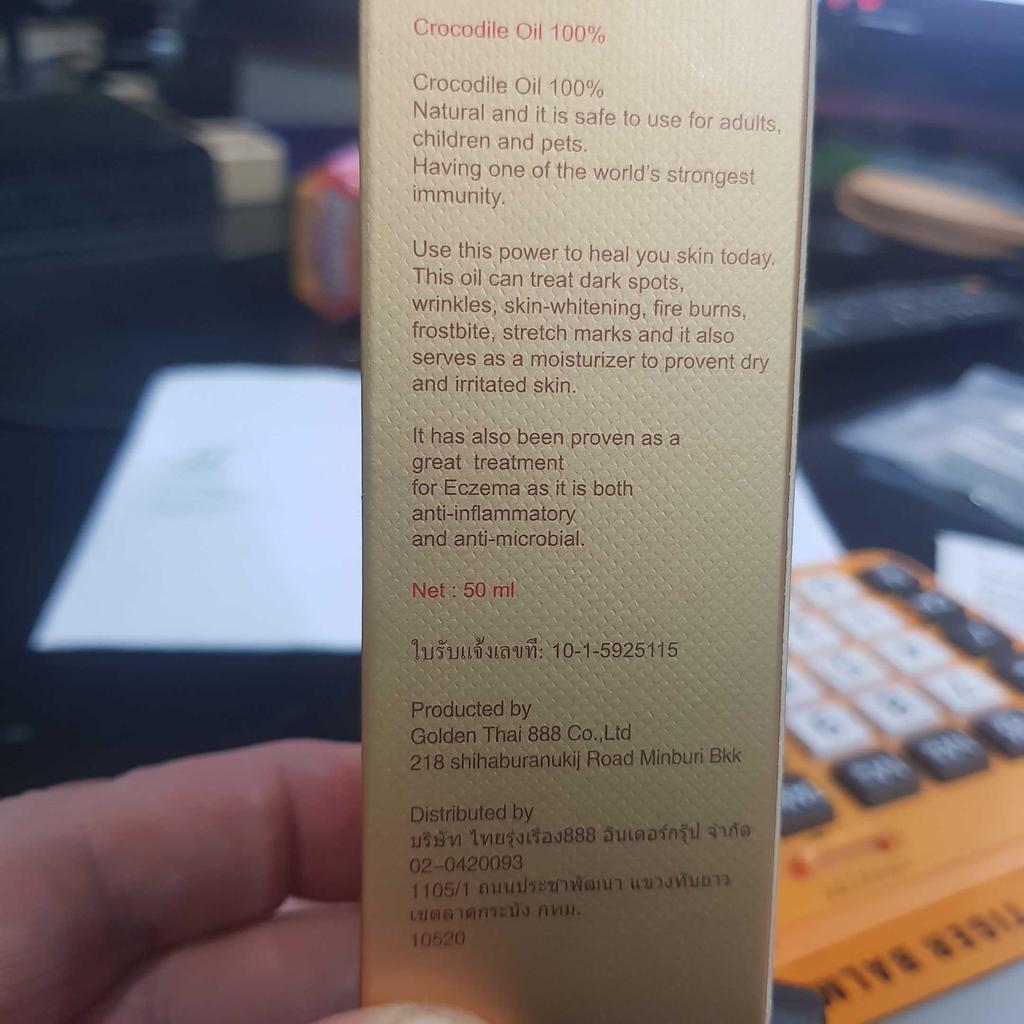 Crocodile Oil 100%
Crocodile Oil 100%
Natural and it is safe to use for adults,
children and pets.
Having one of the world's strongest
immunity.
Use this power to heal you skin today.
This oil can treat dark spots,
wrinkles, skin-whitening, fire burns,
frostbite, stretch marks and it also
serves as a moisturizer to provent dry
and irritated skin.
It has also been proven as a
great treatment
for Eczema as it is both
anti-inflammatory
and anti-microbial.
Net : 50 ml
ใบรับแจ้งเลขที่: 10-1-5925115
Producted by
Golden Thai 888 Co.,Ltd
218 shihaburanukij Road Minburi Bkk
Distributed by
บริษัท ไทยรุ่งเรือง888 อินเตอร์กรุ๊ป จำกัด
02-0420093
1105/1 ถนนประชาพัฒนา แขวงทับยาว
เขตลาดกระบัง กทม.
10520
TIGER BALM